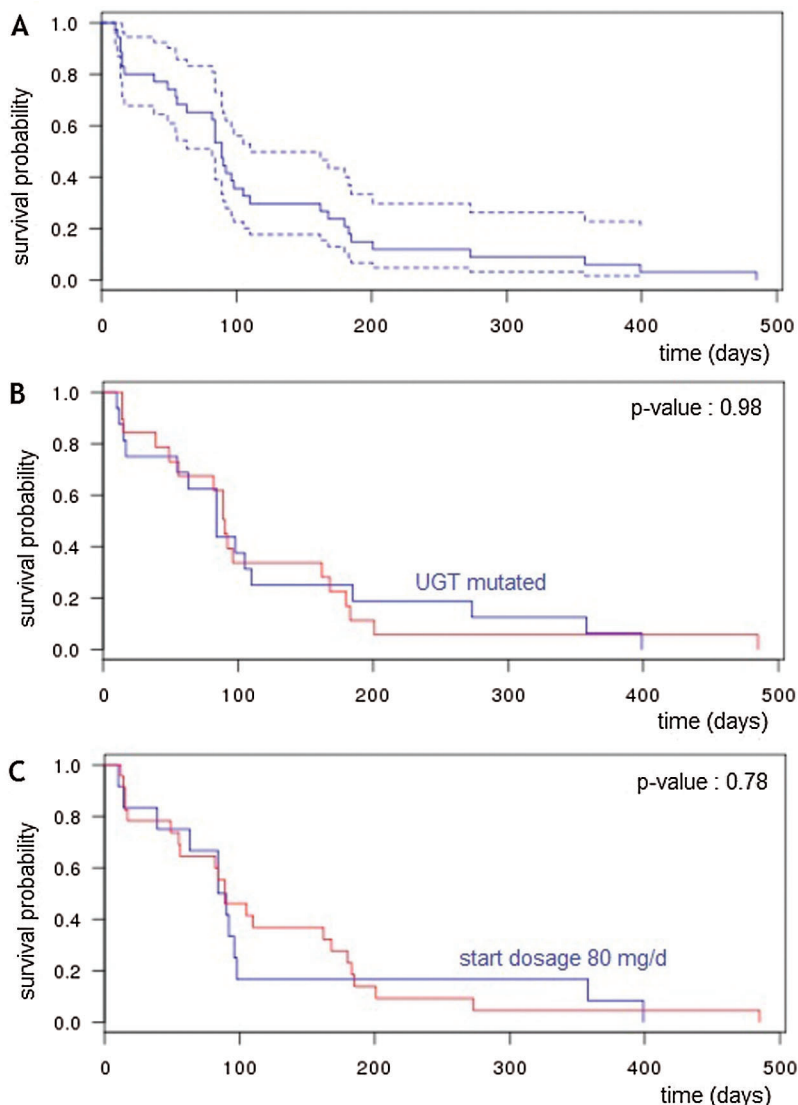 A
survival probability
1.0
0.8
0.6
0.4
0.2
0.0
0 100 200 300 400 500
time (days)
B
p-value : 0.98
survival probability
1.0
0.8
0.6
0.4
0.2
0.0
UGT mutated
0 100 200 300 400 500
time (days)
C
p-value : 0.78
survival probability
1.0
0.8
0.6
0.4
0.2
0.0
start dosage 80 mg/d
0 100 200 300 400 500
time (days)